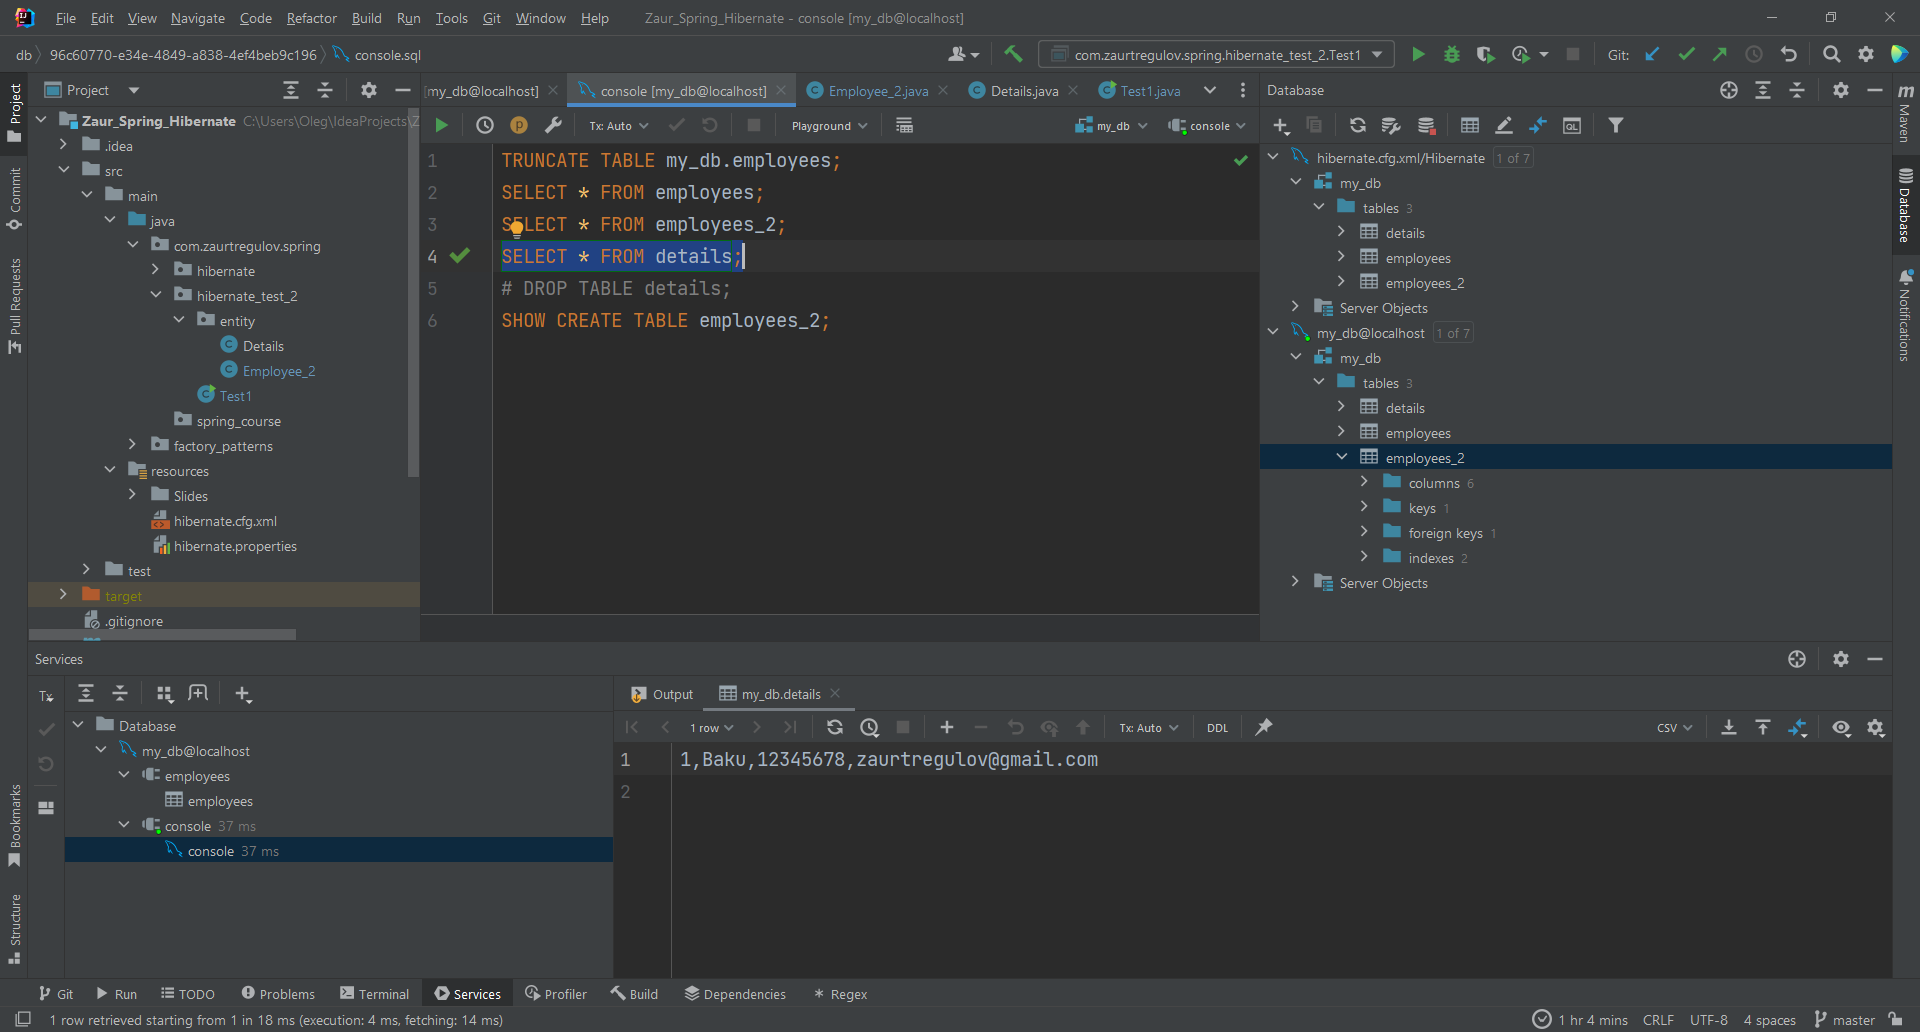 File Edit View Navigate Code Refactor Build Run Tools Git Window Help Zaur_Spring_Hibernate - console [my_db@localhost]
db 96c60770-e34e-4849-a838-4ef4beb9c196 console.sql com.zaurtregulov.spring.hibernate_test_2.Test1 Git:
Project
Commit
Pull Requests
Bookmarks
Structure
Project
Zaur_Spring_Hibernate C:\Users\Oleg\IdeaProjects\Z
.idea
src
main
java
com.zaurtregulov.spring
hibernate
hibernate_test_2
entity
Details
Employee_2
Test1
spring_course
factory_patterns
resources
Slides
hibernate.cfg.xml
hibernate.properties
test
target
.gitignore
[my_db@localhost] console [my_db@localhost] Employee_2.java Details.java Test1.java
Tx: Auto Playground my_db console
1 TRUNCATE TABLE my_db.employees;
2 SELECT * FROM employees;
3 SELECT * FROM employees_2;
4 SELECT * FROM details;
5 # DROP TABLE details;
6 SHOW CREATE TABLE employees_2;
Database
hibernate.cfg.xml/Hibernate 1 of 7
my_db
tables 3
details
employees
employees_2
Server Objects
my_db@localhost 1 of 7
my_db
tables 3
details
employees
employees_2
columns 6
keys 1
foreign keys 1
indexes 2
Server Objects
m
Maven
Database
Notifications
Services
Tx
Database
my_db@localhost
employees
employees
console 37 ms
console 37 ms
Output my_db.details
1 row Tx: Auto DDL CSV
1 1,Baku,12345678,zaurtregulov@gmail.com
2
Git Run TODO Problems Terminal Services Profiler Build Dependencies Regex
1 row retrieved starting from 1 in 18 ms (execution: 4 ms, fetching: 14 ms) 1 hr 4 mins CRLF UTF-8 4 spaces master